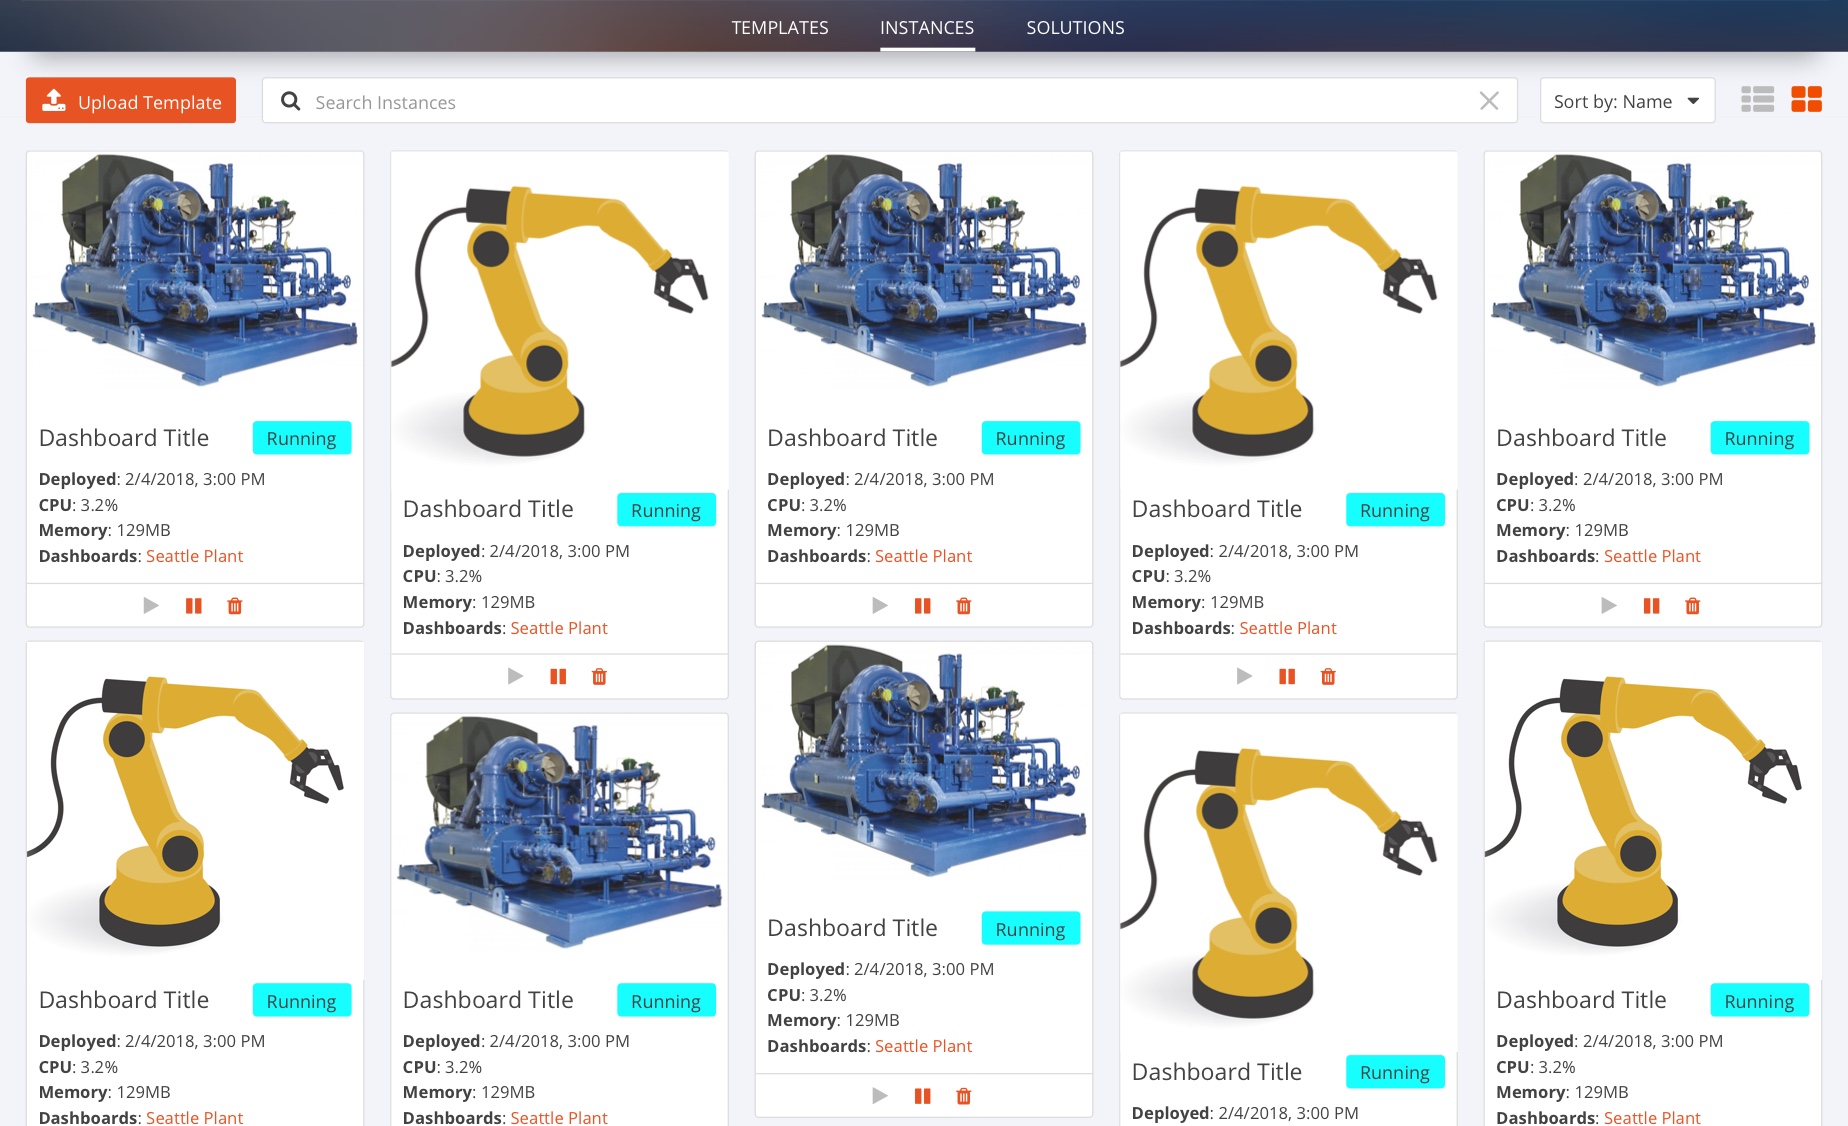 TEMPLATES INSTANCES SOLUTIONS
Upload Template
Search Instances
Sort by: Name
Dashboard Title Running
Deployed: 2/4/2018, 3:00 PM
CPU: 3.2%
Memory: 129MB
Dashboards: Seattle Plant
Dashboard Title Running
Deployed: 2/4/2018, 3:00 PM
CPU: 3.2%
Memory: 129MB
Dashboards: Seattle Plant
Dashboard Title Running
Deployed: 2/4/2018, 3:00 PM
CPU: 3.2%
Memory: 129MB
Dashboards: Seattle Plant
Dashboard Title Running
Deployed: 2/4/2018, 3:00 PM
CPU: 3.2%
Memory: 129MB
Dashboards: Seattle Plant
Dashboard Title Running
Deployed: 2/4/2018, 3:00 PM
CPU: 3.2%
Memory: 129MB
Dashboards: Seattle Plant
Dashboard Title Running
Deployed: 2/4/2018, 3:00 PM
CPU: 3.2%
Memory: 129MB
Dashboards: Seattle Plant
Dashboard Title Running
Deployed: 2/4/2018, 3:00 PM
CPU: 3.2%
Memory: 129MB
Dashboards: Seattle Plant
Dashboard Title Running
Deployed: 2/4/2018, 3:00 PM
CPU: 3.2%
Memory: 129MB
Dashboards: Seattle Plant
Dashboard Title Running
Deployed: 2/4/2018, 3:00 PM
Dashboard Title Running
Deployed: 2/4/2018, 3:00 PM
CPU: 3.2%
Memory: 129MB
Dashboards: Seattle Plant